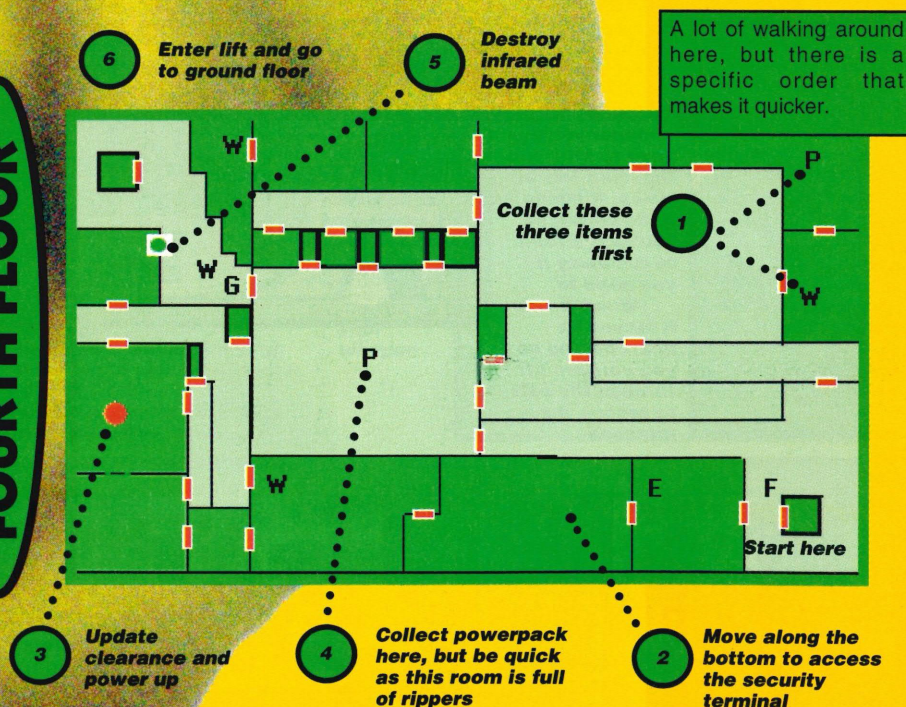 6
Enter lift and go
to ground floor
5
Destroy
infrared
beam
A lot of walking around
here, but there is a
specific order that
makes it quicker.
FOURTH FLOOR
W
P
Collect these
three items
first
1
W
G
W
P
W
E
F
Start here
3
Update
clearance and
power up
4
Collect powerpack
here, but be quick
as this room is full
of rippers
2
Move along the
bottom to access
the security
terminal